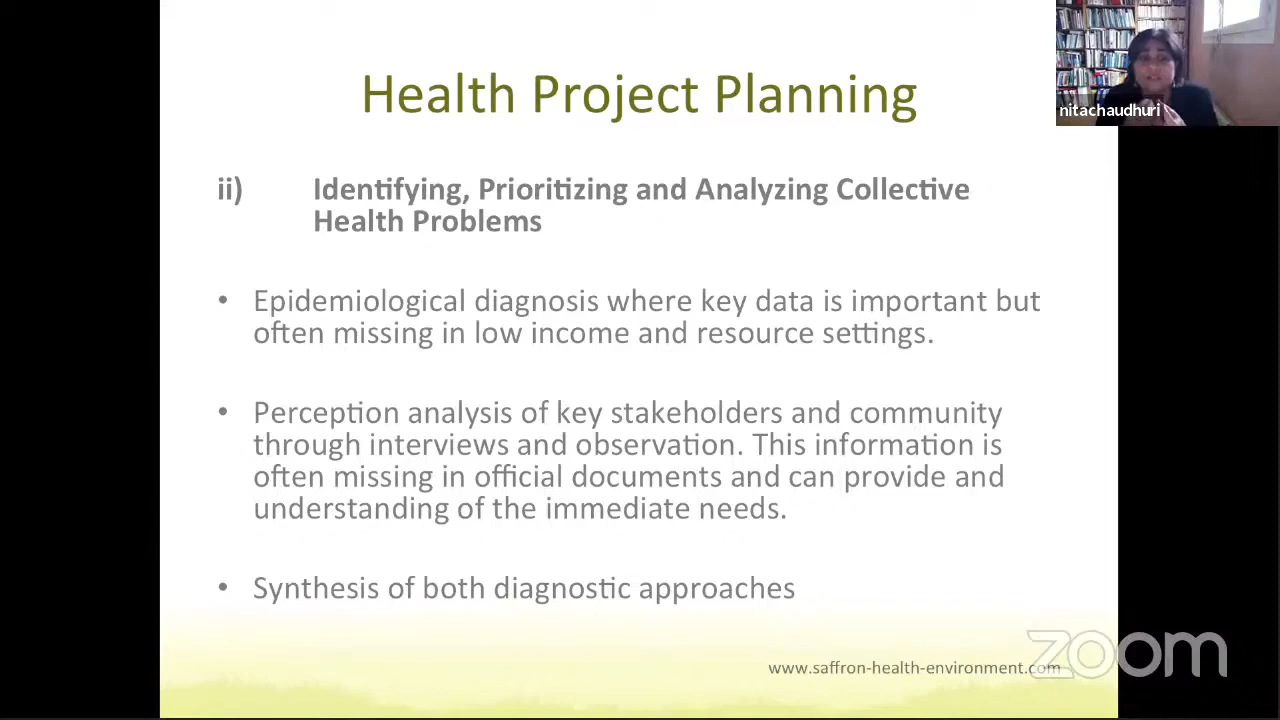 Health Project Planning
nitachaudhuri
ii) Identifying, Prioritizing and Analyzing Collective
Health Problems
• Epidemiological diagnosis where key data is important but
often missing in low income and resource settings.
• Perception analysis of key stakeholders and community
through interviews and observation. This information is
often missing in official documents and can provide and
understanding of the immediate needs.
• Synthesis of both diagnostic approaches
www.saffron-health-environment.com
zoom